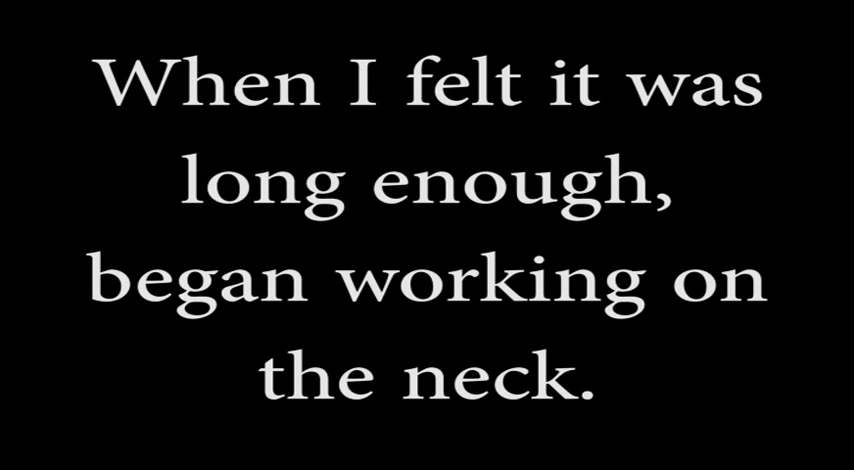 When I felt it was
long enough,
began working on
the neck.